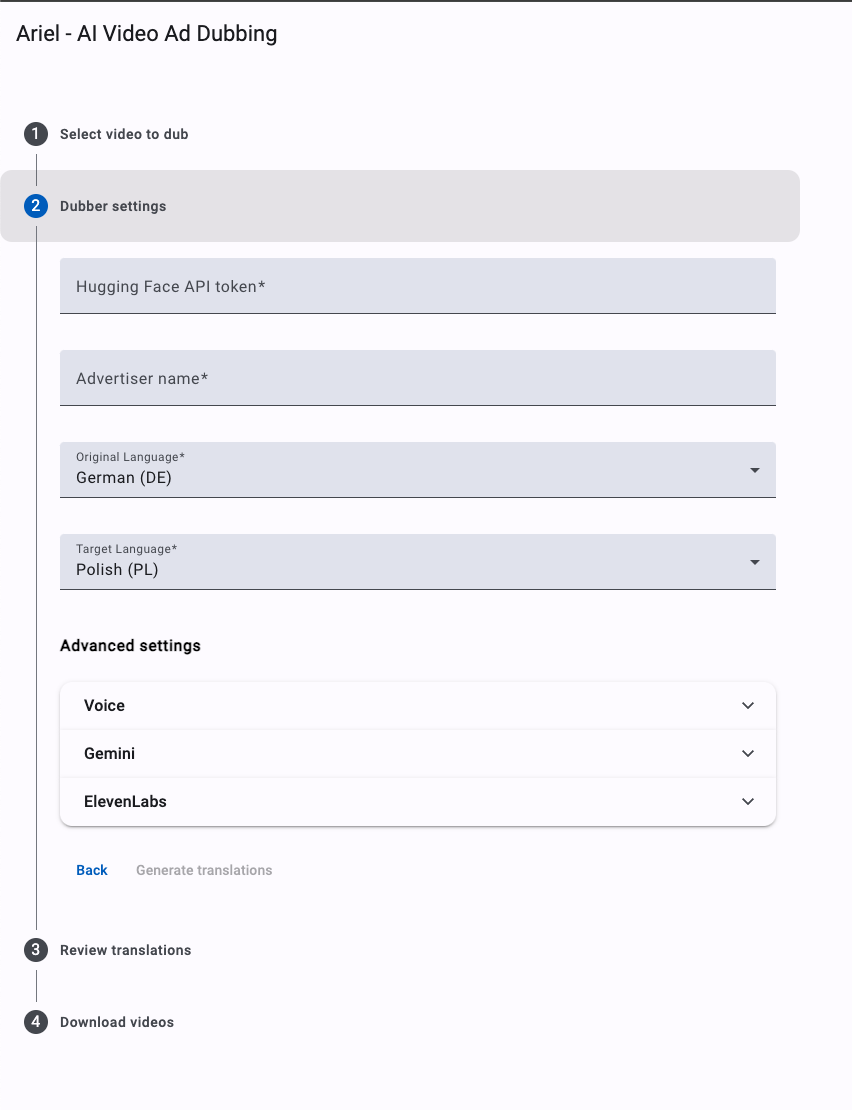 Ariel - AI Video Ad Dubbing
1 Select video to dub
2 Dubber settings
Hugging Face API token*
Advertiser name*
Original Language*
German (DE)
Target Language*
Polish (PL)
Advanced settings
Voice
Gemini
ElevenLabs
Back Generate translations
3 Review translations
4 Download videos